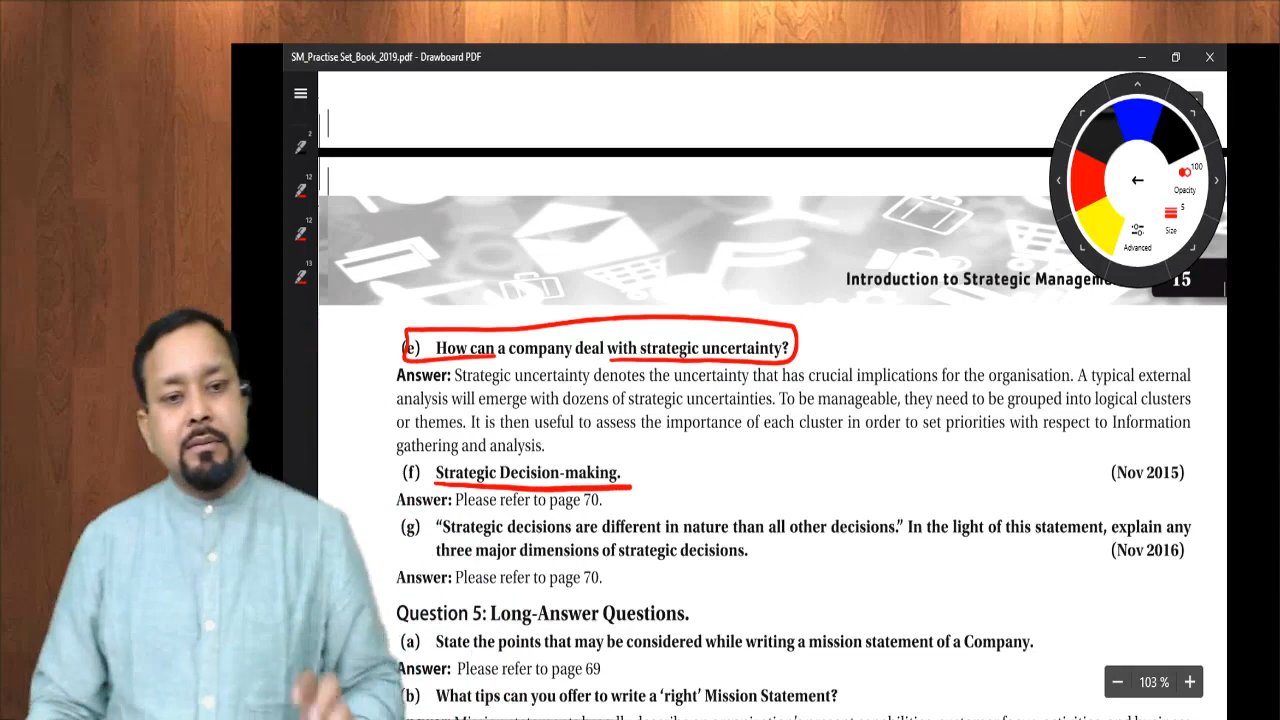 SM_Practise Set_Book_2019.pdf - Drawboard PDF
2
12
12
13
100
Opacity
5
Size
Advanced
Introduction to Strategic Managem
15
(e) How can a company deal with strategic uncertainty?
Answer: Strategic uncertainty denotes the uncertainty that has crucial implications for the organisation. A typical external
analysis will emerge with dozens of strategic uncertainties. To be manageable, they need to be grouped into logical clusters
or themes. It is then useful to assess the importance of each cluster in order to set priorities with respect to Information
gathering and analysis.
(f) Strategic Decision-making. (Nov 2015)
Answer: Please refer to page 70.
(g) “Strategic decisions are different in nature than all other decisions.” In the light of this statement, explain any
three major dimensions of strategic decisions. (Nov 2016)
Answer: Please refer to page 70.
Question 5: Long-Answer Questions.
(a) State the points that may be considered while writing a mission statement of a Company.
Answer: Please refer to page 69
(b) What tips can you offer to write a ‘right’ Mission Statement?
103 %